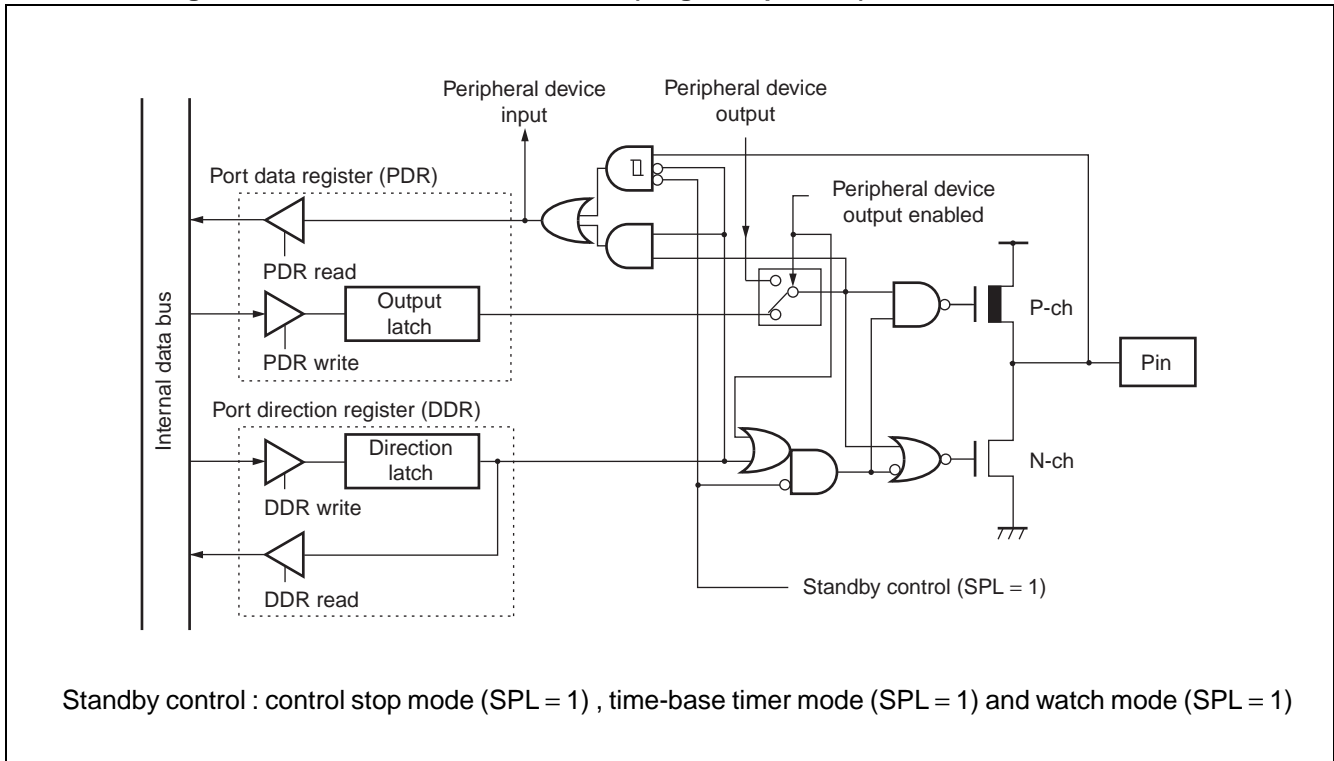 Peripheral device
input
Peripheral device
output
Port data register (PDR)
Peripheral device
output enabled
PDR read
Output
latch
P-ch
PDR write
Pin
Internal data bus
Port direction register (DDR)
Direction
latch
N-ch
DDR write
DDR read
Standby control (SPL = 1)
Standby control : control stop mode (SPL = 1) , time-base timer mode (SPL = 1) and watch mode (SPL = 1)